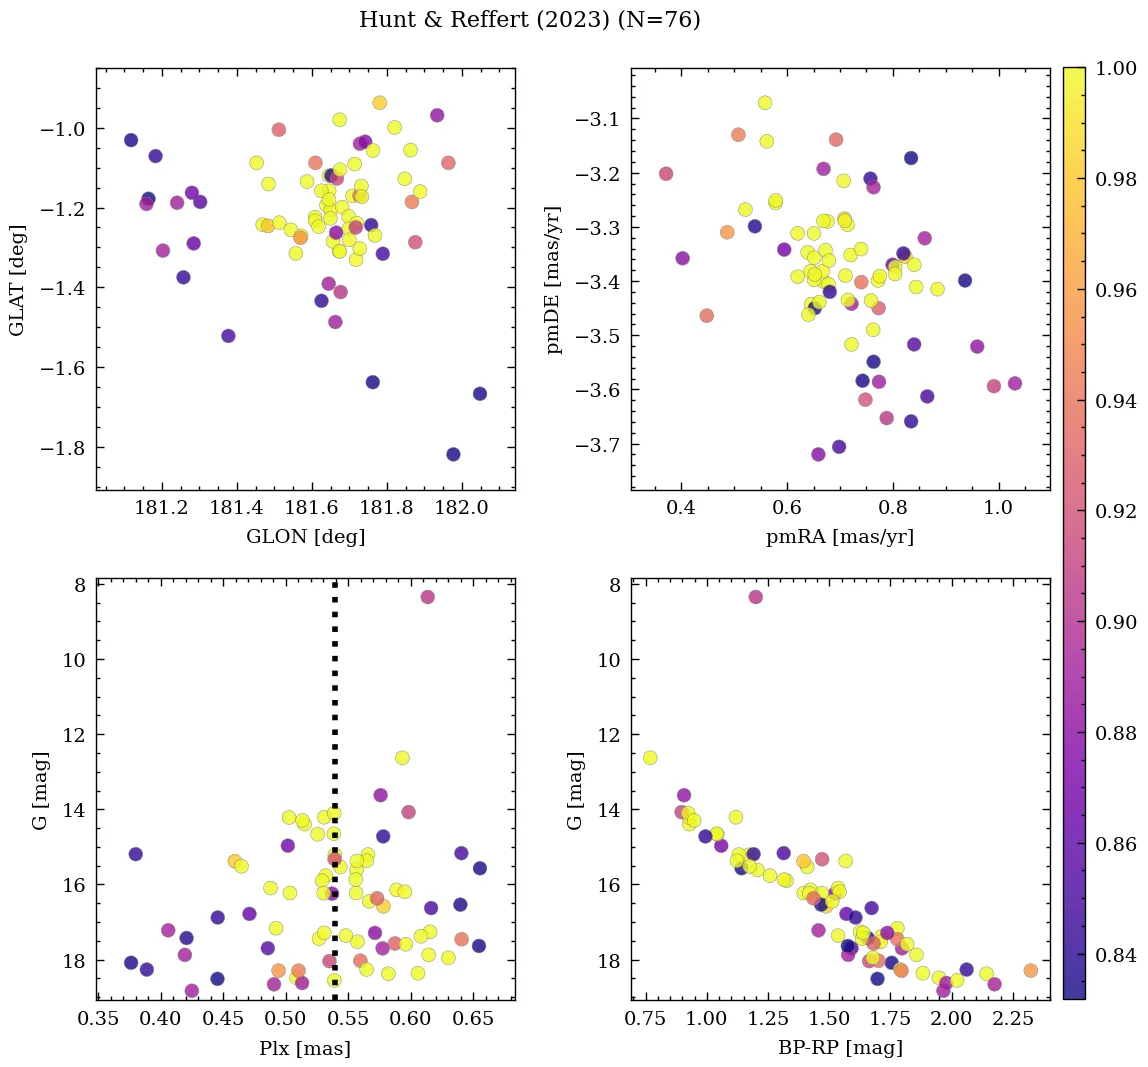 Hunt & Reffert (2023) (N=76)
−1.0
−1.2
−1.4
−1.6
−1.8
GLAT [deg]
181.2 181.4 181.6 181.8 182.0
GLON [deg]
−3.1
−3.2
−3.3
−3.4
−3.5
−3.6
−3.7
pmDE [mas/yr]
0.4 0.6 0.8 1.0
pmRA [mas/yr]
8
10
12
14
16
18
G [mag]
0.35 0.40 0.45 0.50 0.55 0.60 0.65
Plx [mas]
8
10
12
14
16
18
G [mag]
0.75 1.00 1.25 1.50 1.75 2.00 2.25
BP-RP [mag]
1.00
0.98
0.96
0.94
0.92
0.90
0.88
0.86
0.84